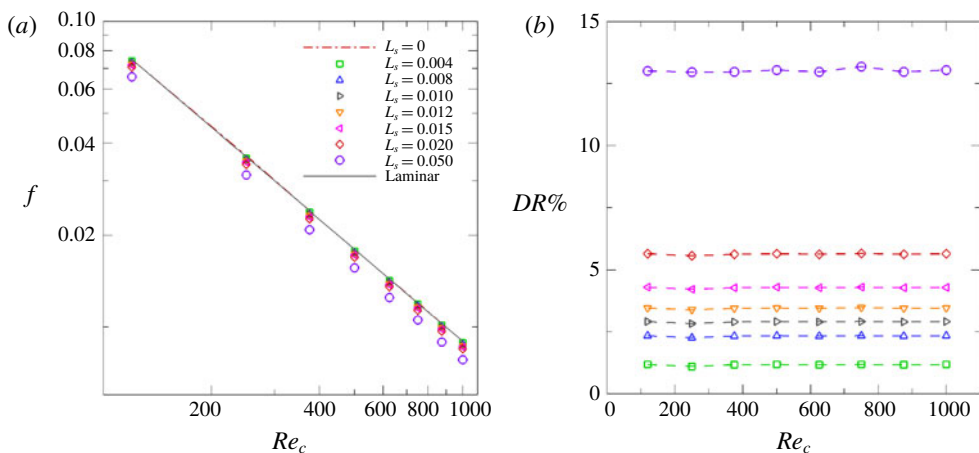 (a)
0.10
0.08
0.06
0.04
0.02
f
200
400
600
800
1000
Re_c
L_s = 0
L_s = 0.004
L_s = 0.008
L_s = 0.010
L_s = 0.012
L_s = 0.015
L_s = 0.020
L_s = 0.050
Laminar
(b)
15
10
5
0
DR%
0
200
400
600
800
1000
Re_c